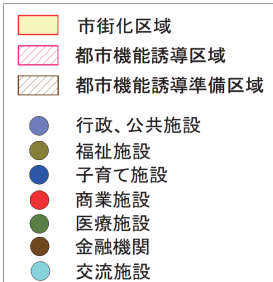 市街化区域
都市機能誘導区域
都市機能誘導準備区域
行政、公共施設
福祉施設
子育て施設
商業施設
医療施設
金融機関
交流施設